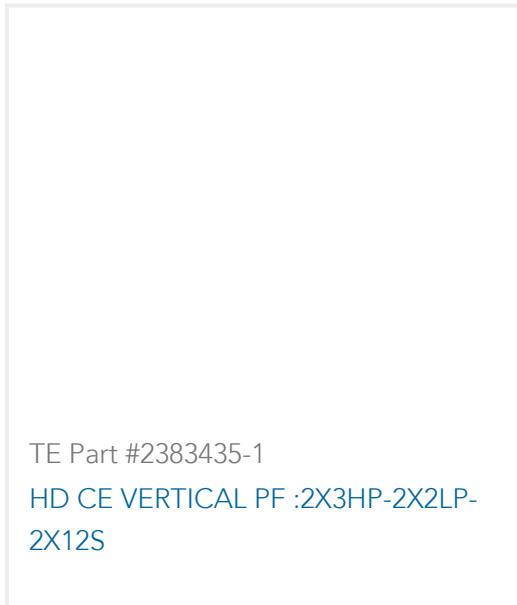 TE Part #2383435-1
HD CE VERTICAL PF :2X3HP-2X2LP-
2X12S